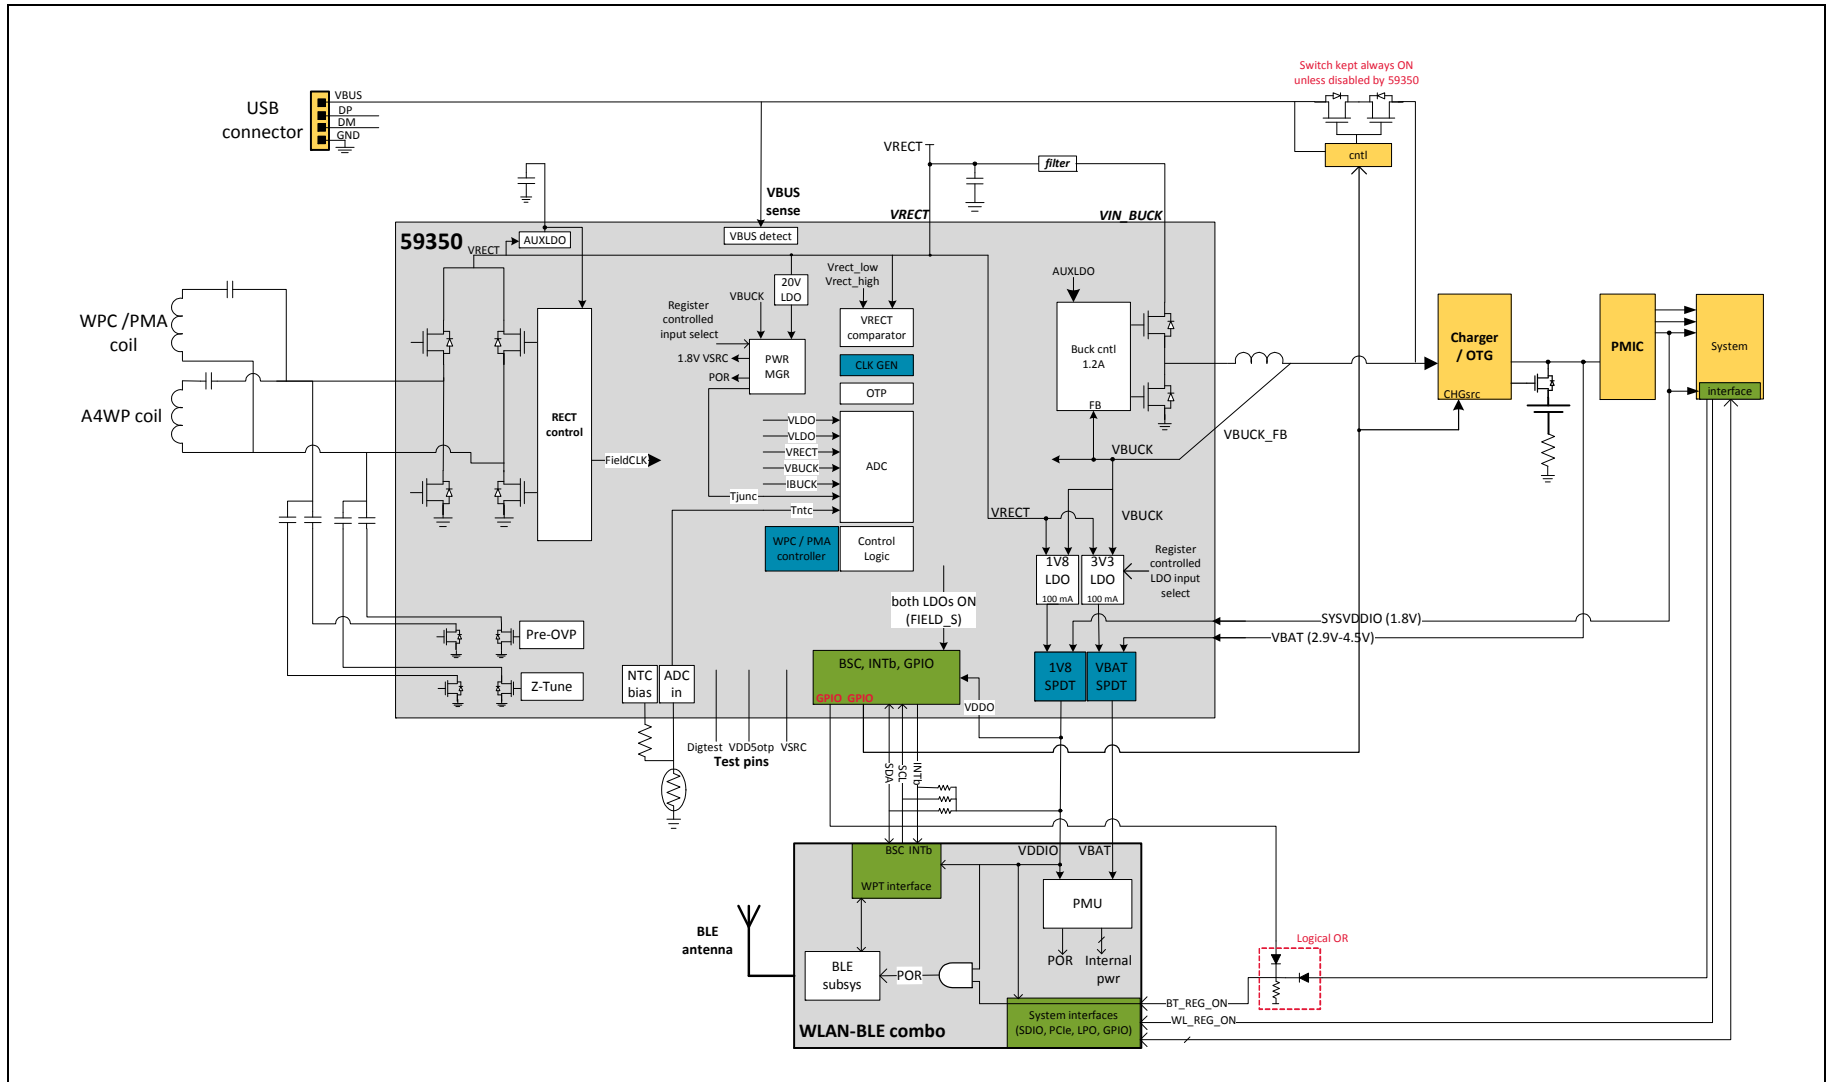 Switch kept always ON
unless disabled by 59350
USB
connector
VBUS
DP
DM
GND
cntl
VRECT
filter
VBUS
sense
VRECT
VIN_BUCK
59350
VRECT
AUXLDO
VBUS detect
20V
LDO
Vrect_low
Vrect_high
AUXLDO
VBUCK
Register
controlled
input select
VRECT
comparator
1.8V VSRC
POR
PWR
MGR
CLK GEN
OTP
Buck cntl
1.2A
FB
WPC /PMA
coil
A4WP coil
RECT
control
FieldCLK
VLDO
VLDO
VRECT
VBUCK
IBUCK
Tjunc
Tntc
ADC
WPC / PMA
controller
Control
Logic
VBUCK
VBUCK_FB
VRECT
VBUCK
Charger
/ OTG
CHGsrc
PMIC
System
interface
1V8
LDO
100 mA
3V3
LDO
100 mA
Register
controlled
LDO input
select
both LDOs ON
(FIELD_S)
SYSVDDIO (1.8V)
VBAT (2.9V-4.5V)
Pre-OVP
Z-Tune
NTC
bias
ADC
in
BSC, INTb, GPIO
GPIO GPIO
1V8
SPDT
VBAT
SPDT
VDDO
Digtest VDD5otp VSRC
Test pins
SDA
SCL
INTb
BSC INTb
WPT interface
VDDIO
VBAT
PMU
POR
Internal
pwr
BLE
antenna
BLE
subsys
POR
Logical OR
BT_REG_ON
WL_REG_ON
System interfaces
(SDIO, PCIe, LPO, GPIO)
WLAN-BLE combo